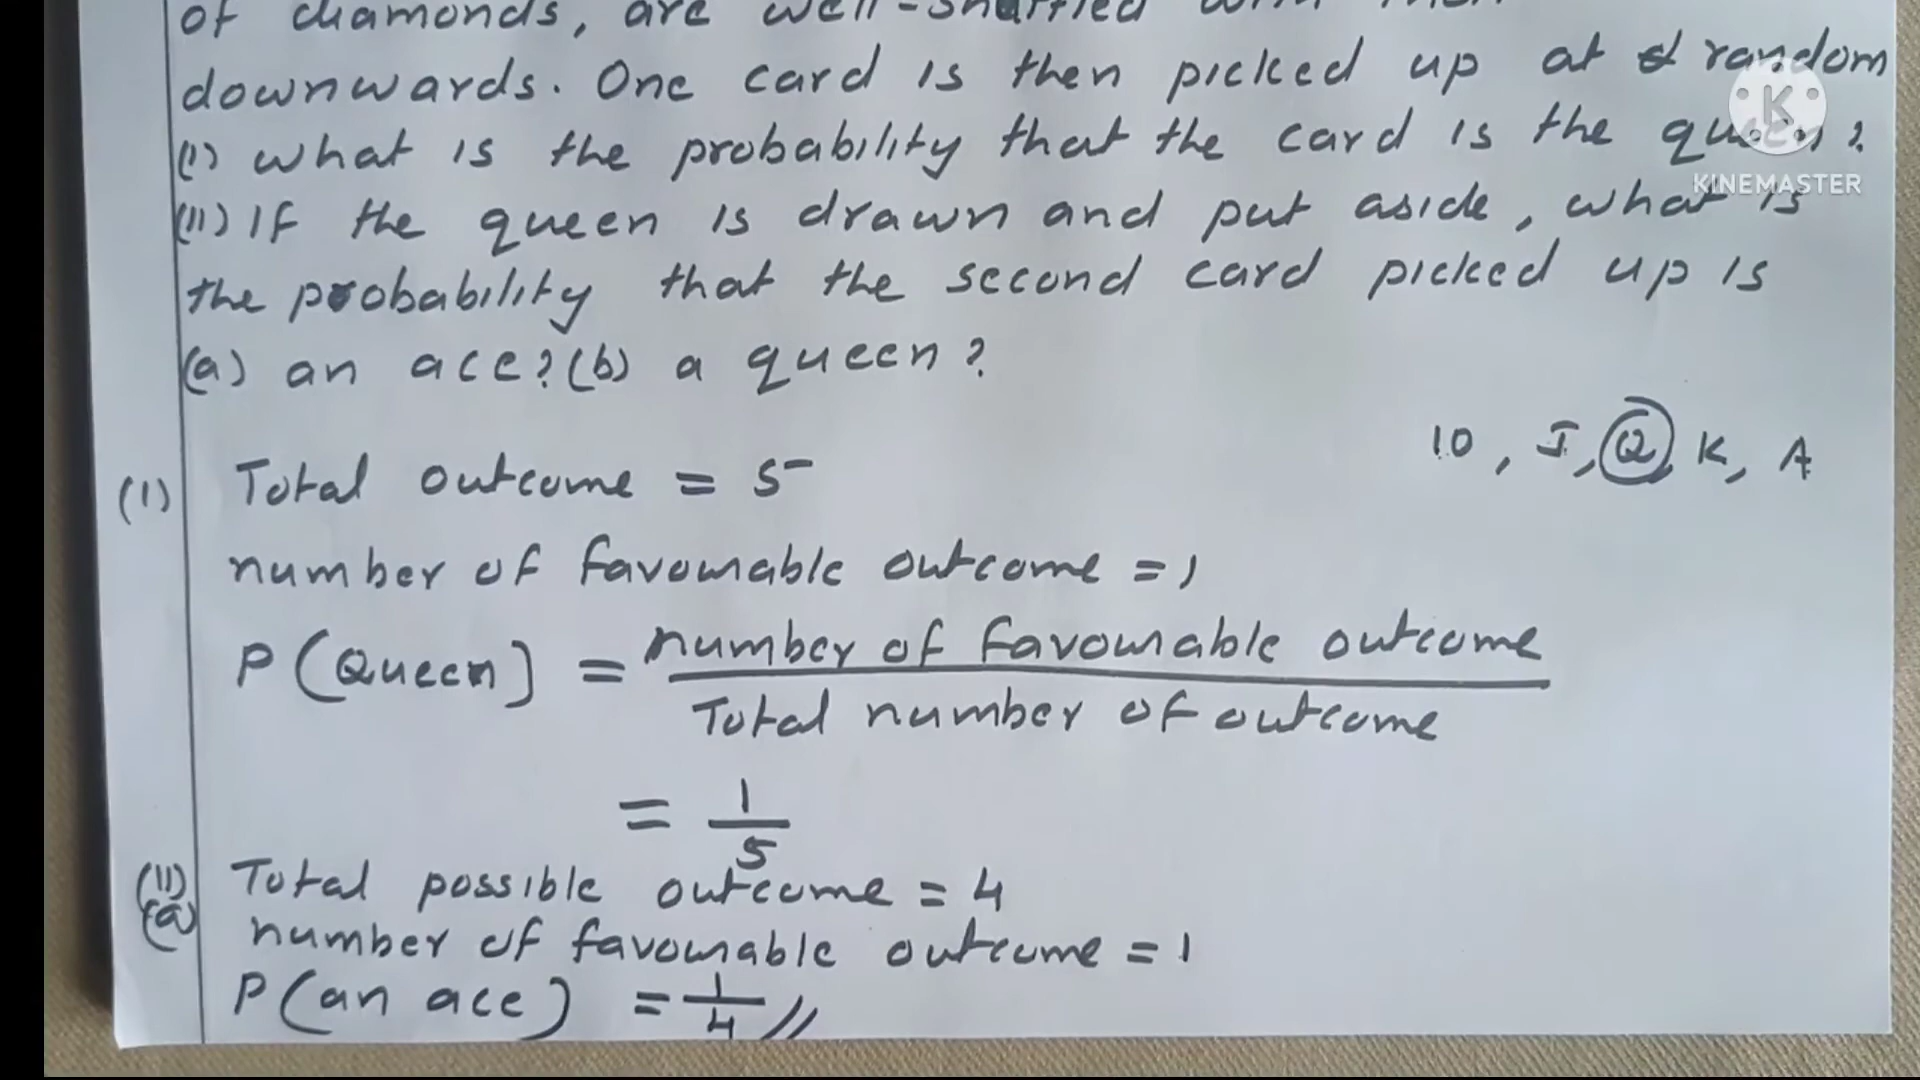 of diamonds, are well-shuffled with their
downwards. One card is then picked up at random
(I) What is the probability that the card is the queen?
KINEMASTER
(II) If the queen is drawn and put aside, what is
the probability that the second card picked up is
(a) an ace? (b) a queen?
10, J, Q K, A
(I) Total outcome = 5
number of favourable outcome = 1
P(Queen) = number of favourable outcome
Total number of outcome
= 1
5
(II) Total possible outcome = 4
(a) number of favourable outcome = 1
P(an ace) = 1
4 //